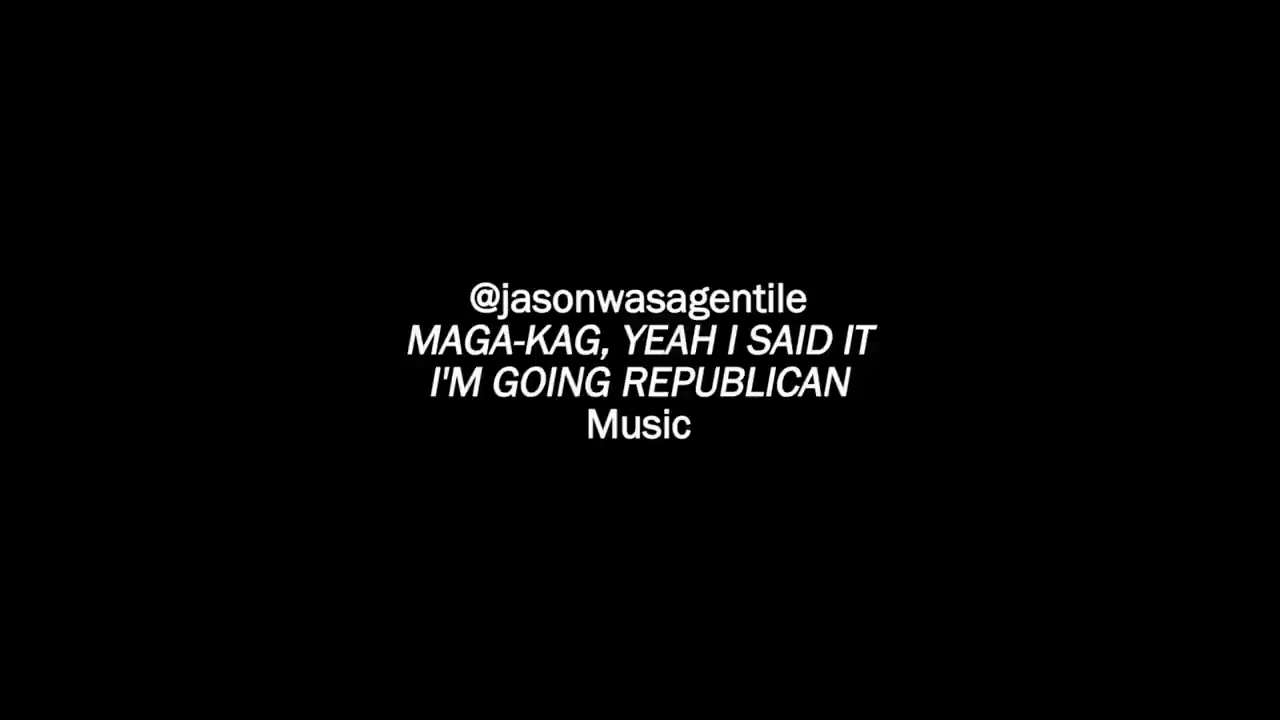 @jasonwasagentile
MAGA-KAG, YEAH I SAID IT
I'M GOING REPUBLICAN
Music